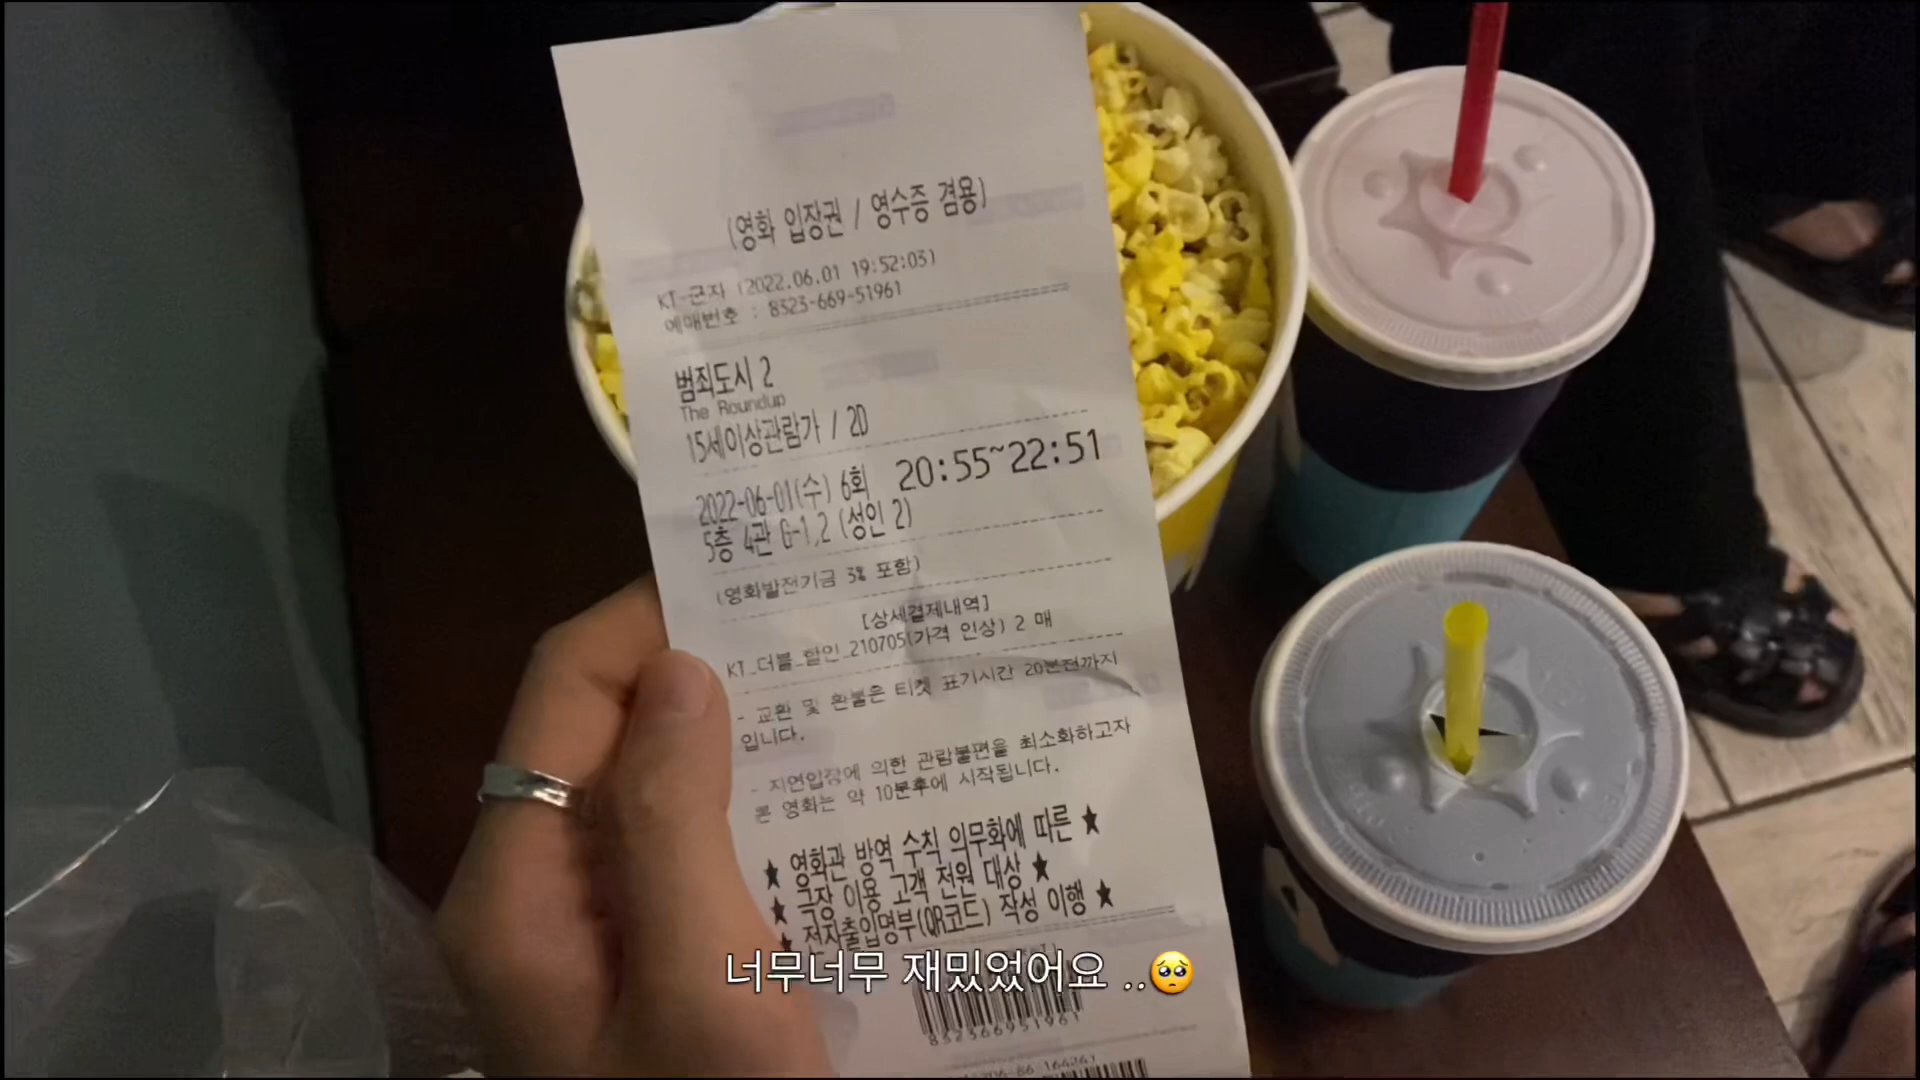 (영화 입장권 / 영수증 겸용)
KT-군자 (2022.06.01 19:52:03)
예매번호 : 8523-669-51961
범죄도시 2
The Roundup
15세이상관람가 / 2D
2022-06-01(수) 6회 20:55~22:51
5층 4관 G-1,2 (성인 2)
(영화발전기금 3% 포함)
[상세결제내역]
KT_더블_할인_210705(가격 인상) 2 매
- 교환 및 환불은 티켓 표기시간 20분전까지
입니다.
- 지연입장에 의한 관람불편을 최소화하고자
본 영화는 약 10분후에 시작됩니다.
★ 영화관 방역 수칙 의무화에 따른 ★
★ 극장 이용 고객 전원 대상 ★
★ 전자출입명부(QR코드) 작성 이행 ★
너무너무 재밌었어요 ..🥺
852366951961